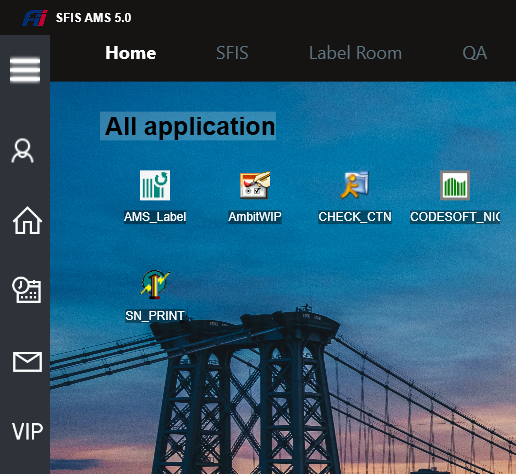 SFIS AMS 5.0
Home SFIS Label Room QA
All application
AMS_Label AmbitWIP CHECK_CTN CODESOFT_NIC
SN_PRINT
VIP